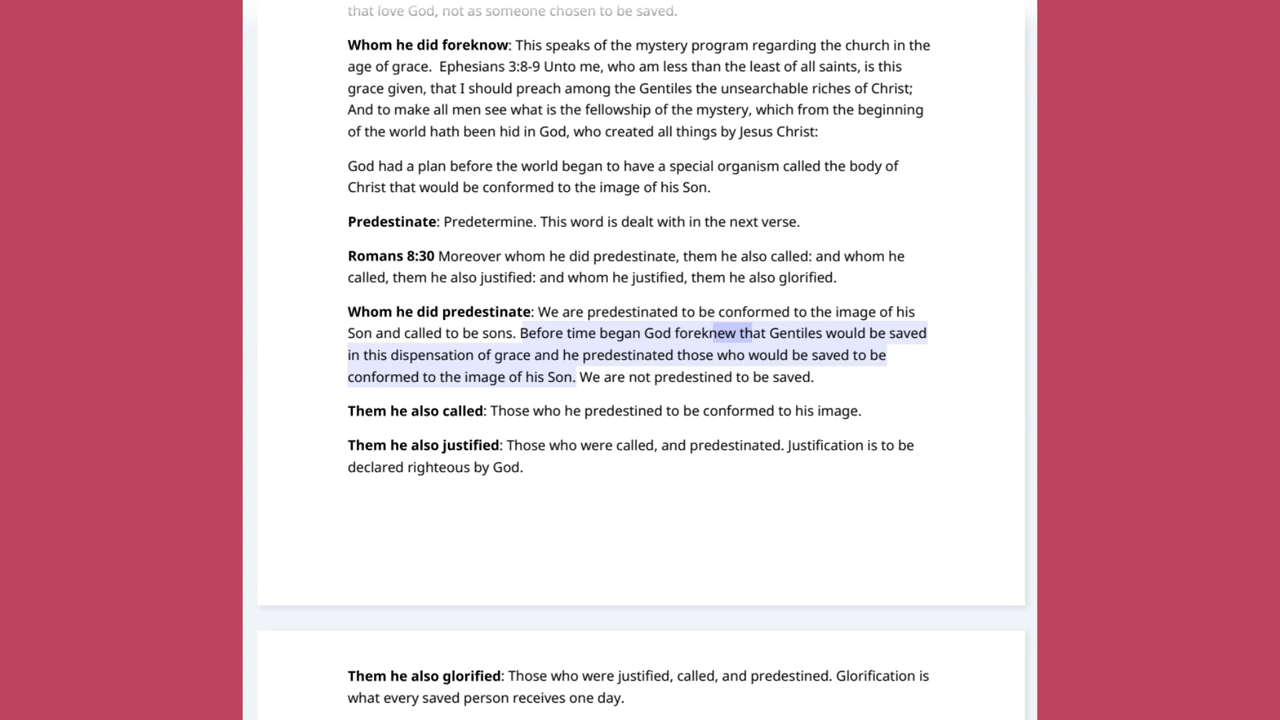 that love God, not as someone chosen to be saved.
Whom he did foreknow: This speaks of the mystery program regarding the church in the
age of grace.  Ephesians 3:8-9 Unto me, who am less than the least of all saints, is this
grace given, that I should preach among the Gentiles the unsearchable riches of Christ;
And to make all men see what is the fellowship of the mystery, which from the beginning
of the world hath been hid in God, who created all things by Jesus Christ:
God had a plan before the world began to have a special organism called the body of
Christ that would be conformed to the image of his Son.
Predestinate: Predetermine. This word is dealt with in the next verse.
Romans 8:30 Moreover whom he did predestinate, them he also called: and whom he
called, them he also justified: and whom he justified, them he also glorified.
Whom he did predestinate: We are predestinated to be conformed to the image of his
Son and called to be sons. Before time began God foreknew that Gentiles would be saved
in this dispensation of grace and he predestinated those who would be saved to be
conformed to the image of his Son. We are not predestined to be saved.
Them he also called: Those who he predestined to be conformed to his image.
Them he also justified: Those who were called, and predestinated. Justification is to be
declared righteous by God.
Them he also glorified: Those who were justified, called, and predestined. Glorification is
what every saved person receives one day.